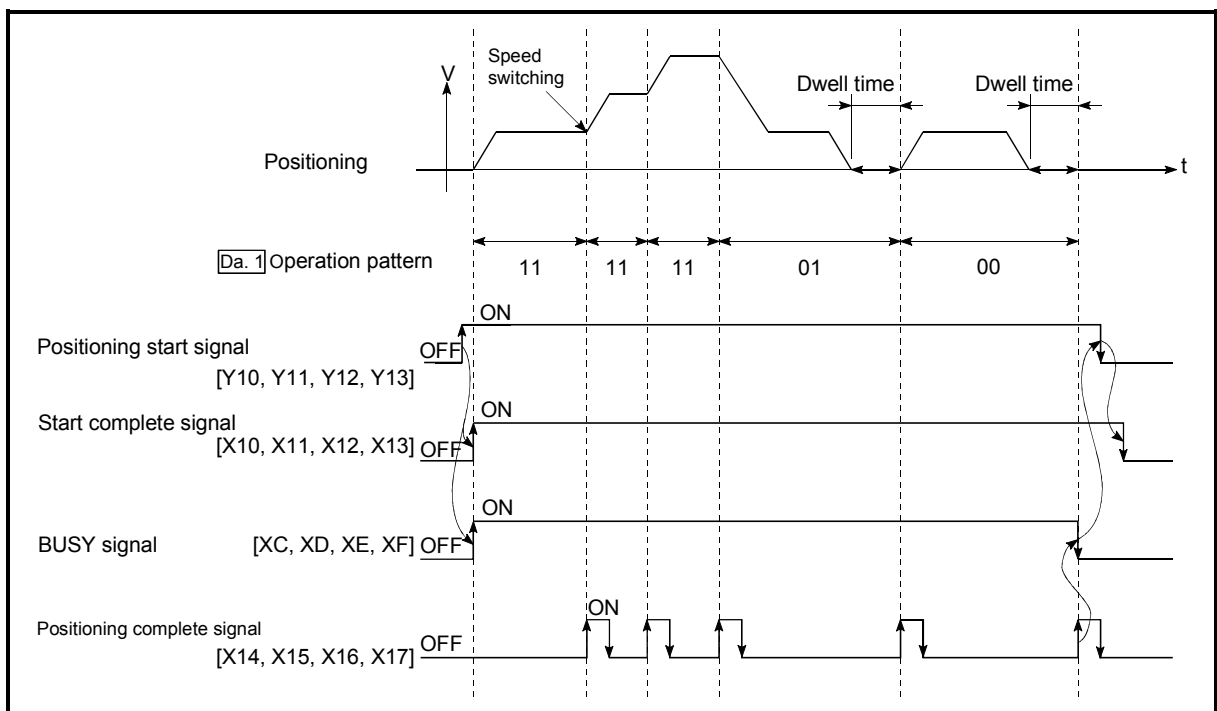 Speed
switching
V
Dwell time
Dwell time
Positioning
t
Da. 1 Operation pattern
11
11
11
01
00
ON
Positioning start signal
OFF
[Y10, Y11, Y12, Y13]
ON
Start complete signal
[X10, X11, X12, X13]
OFF
ON
BUSY signal
[XC, XD, XE, XF]
OFF
ON
Positioning complete signal
OFF
[X14, X15, X16, X17]